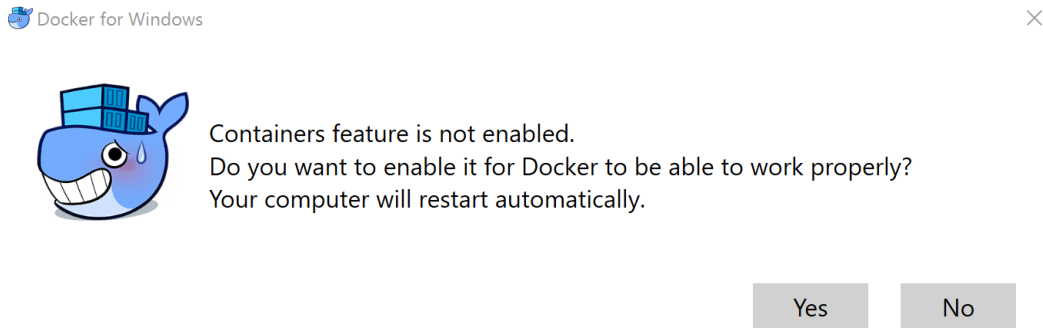 Docker for Windows
Containers feature is not enabled.
Do you want to enable it for Docker to be able to work properly?
Your computer will restart automatically.
Yes No